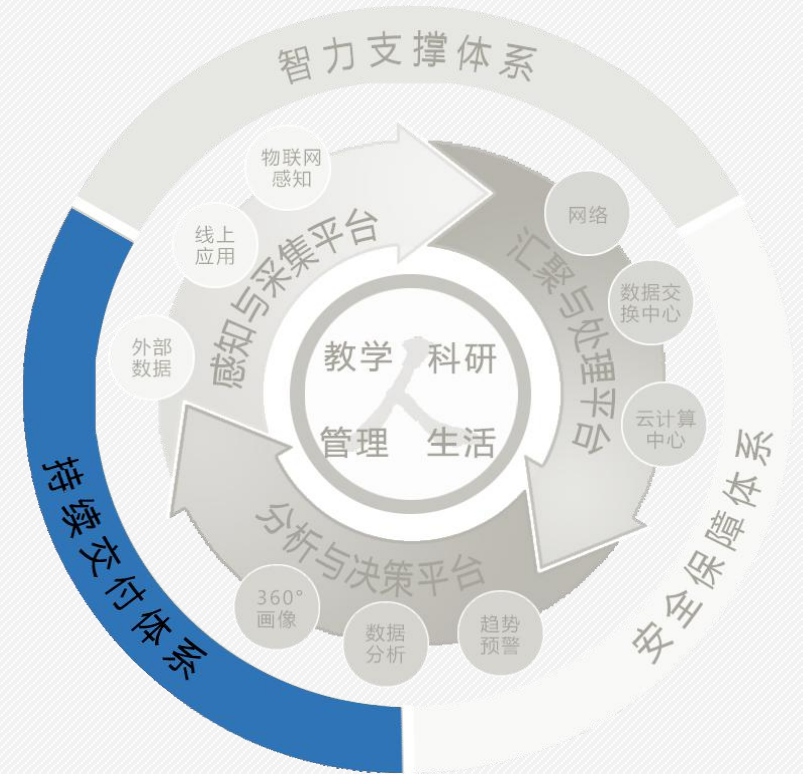 智力支撑体系
物联网
感知
线上
应用
外部
数据
感知与采集平台
网络
数据交
换中心
云计算
中心
汇聚与处理平台
教学
科研
管理
生活
人
分析与决策平台
360°
画像
数据
分析
趋势
预警
持续交付体系
安全保障体系